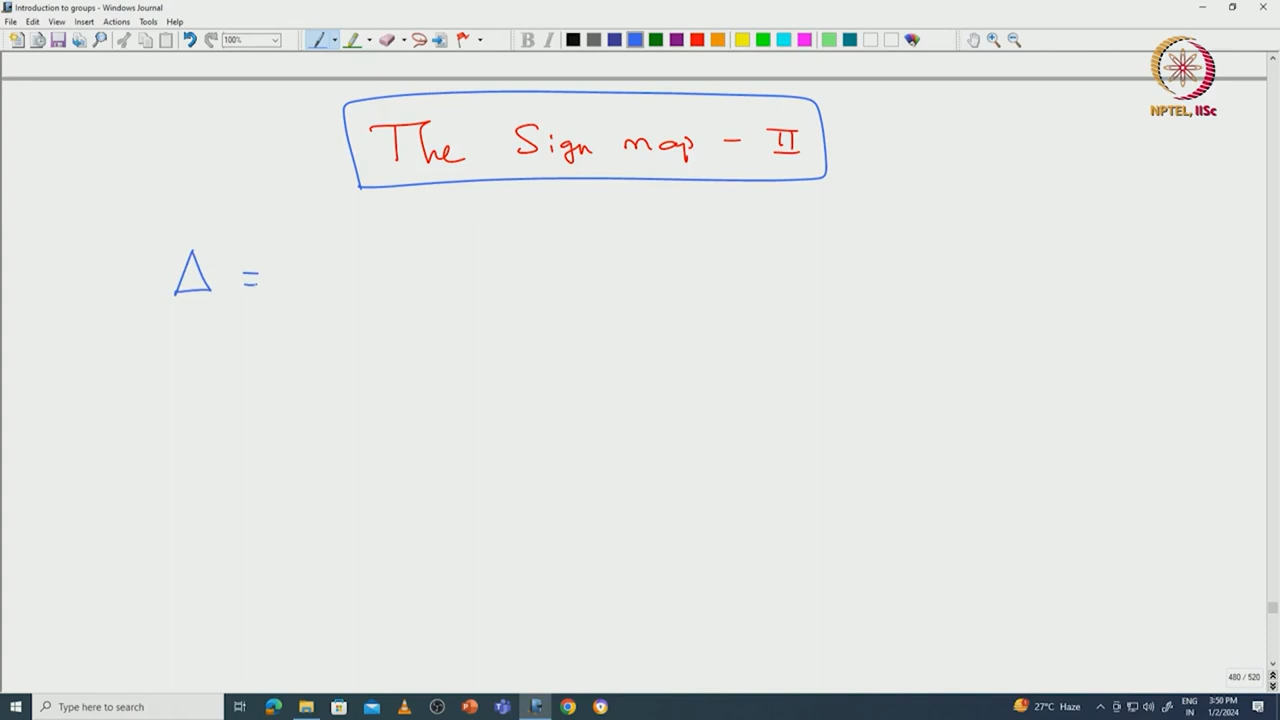 Introduction to groups - Windows Journal
File Edit View Insert Actions Tools Help
100%
B I
NPTEL, IISc
The Sign map - II
Δ =
480 / 520
Type here to search
27°C Haze
ENG
IN
3:50 PM
1/2/2024